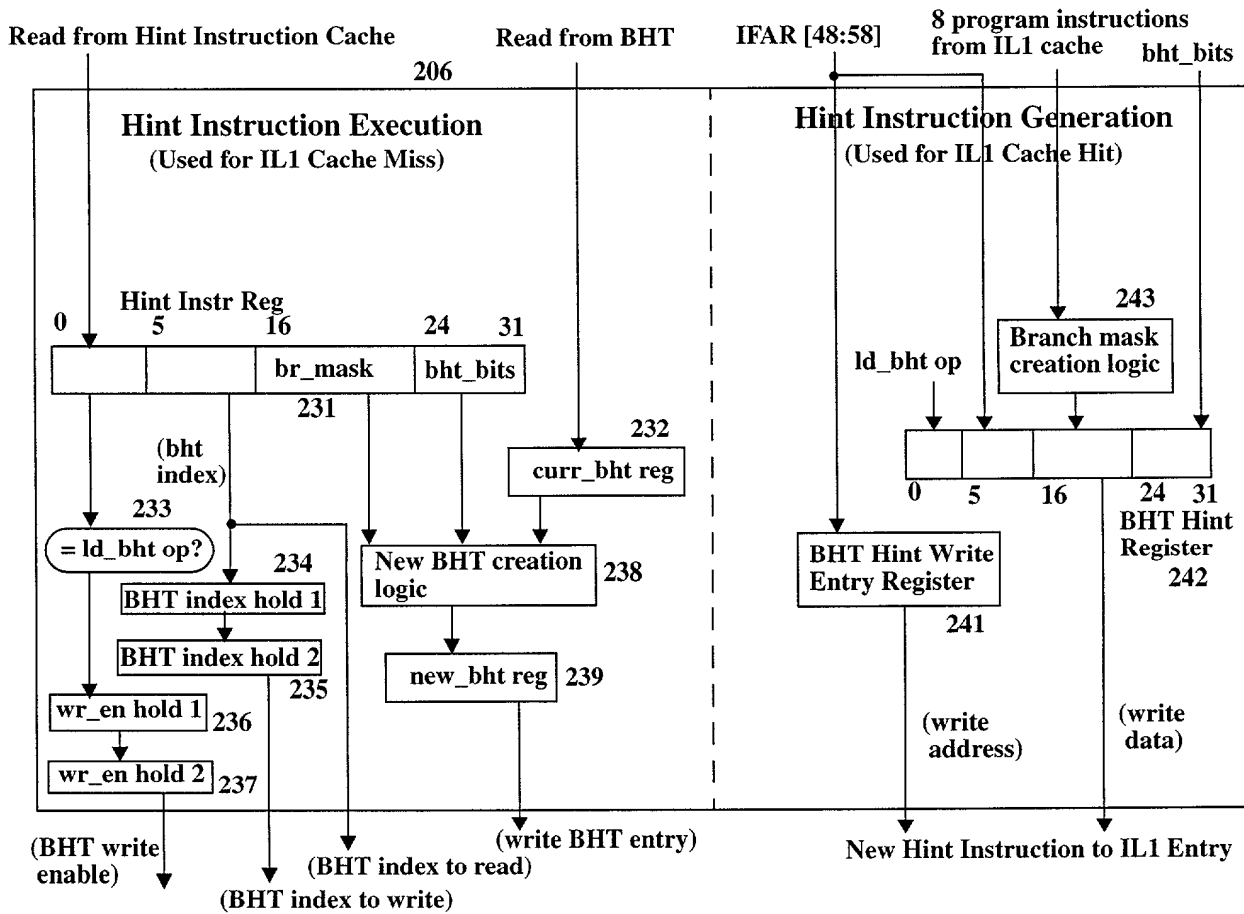 Read from Hint Instruction Cache
Read from BHT
IFAR [48:58]
8 program instructions
from IL1 cache
bht_bits
206
Hint Instruction Execution
(Used for IL1 Cache Miss)
Hint Instruction Generation
(Used for IL1 Cache Hit)
Hint Instr Reg
0 5 16 24 31
br_mask bht_bits
231
(bht
index)
232
curr_bht reg
233
= ld_bht op?
234
BHT index hold 1
BHT index hold 2
235
wr_en hold 1
236
wr_en hold 2
237
New BHT creation
logic
238
new_bht reg
239
(BHT write
enable)
(BHT index to write)
(BHT index to read)
(write BHT entry)
243
Branch mask
creation logic
ld_bht op
0 5 16 24 31
BHT Hint
Register
242
BHT Hint Write
Entry Register
241
(write
address)
(write
data)
New Hint Instruction to IL1 Entry